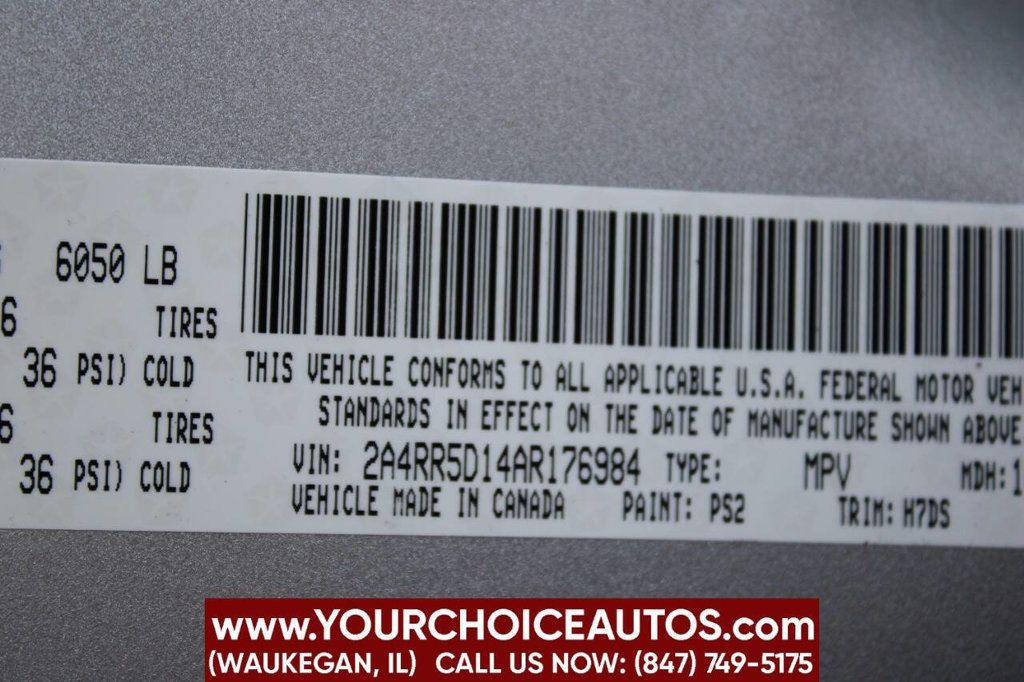 6050 LB
6 TIRES
36 PSI) COLD
6 TIRES
36 PSI) COLD
THIS VEHICLE CONFORMS TO ALL APPLICABLE U.S.A. FEDERAL MOTOR VEH
STANDARDS IN EFFECT ON THE DATE OF MANUFACTURE SHOWN ABOVE
VIN: 2A4RR5D14AR176984 TYPE: MPV MDH:1
VEHICLE MADE IN CANADA PAINT: PS2 TRIM: H7DS
www.YOURCHOICEAUTOS.com
(WAUKEGAN, IL) CALL US NOW: (847) 749-5175